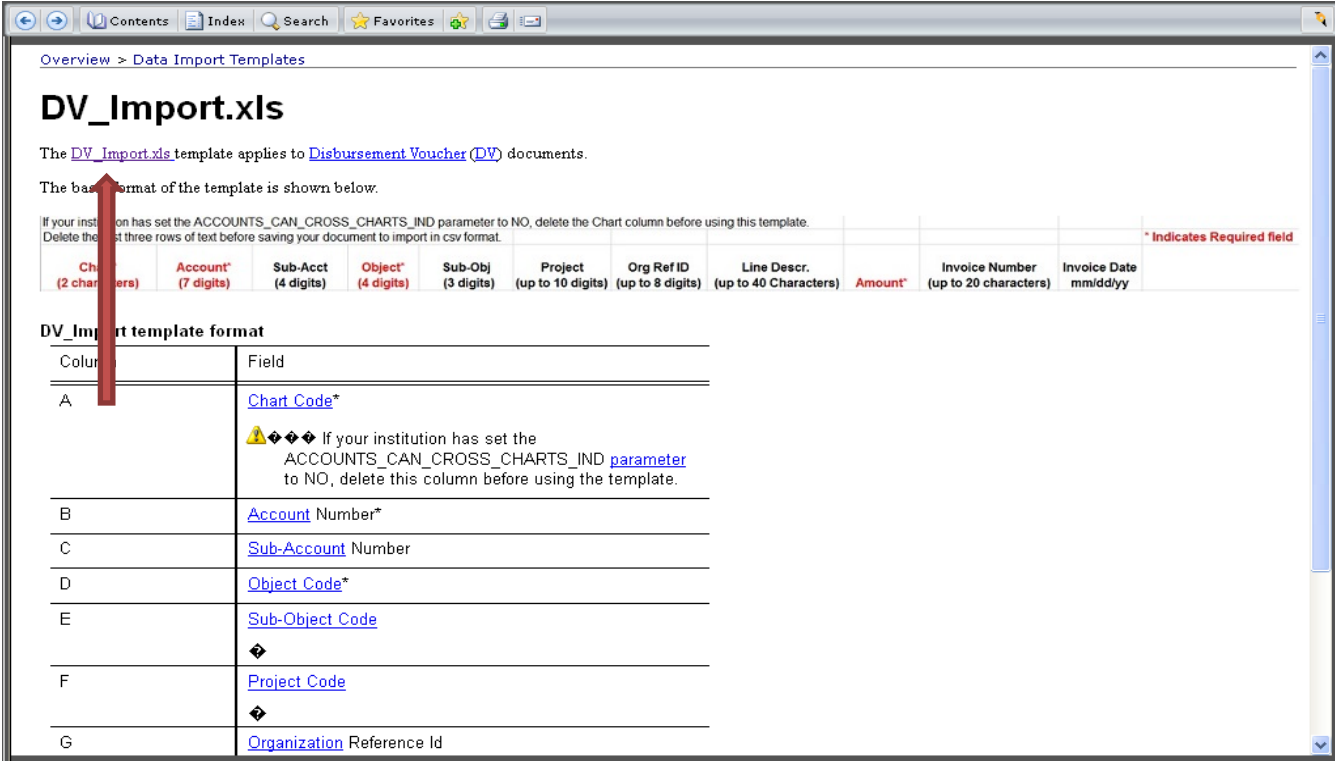 Contents Index Search Favorites
Overview > Data Import Templates
DV_Import.xls
The DV_Import.xls template applies to Disbursement Voucher (DV) documents.
The format of the template is shown below.
If your institution has set the ACCOUNTS_CAN_CROSS_CHARTS_IND parameter to NO, delete the Chart column before using this template.
Delete the three rows of text before saving your document to import in csv format. * Indicates Required field
Account* Sub-Acct Object* Sub-Obj Project Org Ref ID Line Descr. Amount* Invoice Number Invoice Date
(2 (7 digits) (4 digits) (4 digits) (3 digits) (up to 10 digits) (up to 8 digits) (up to 40 Characters) (up to 20 characters) mm/dd/yy
DV_Import template format
Column Field
A Chart Code*
��� If your institution has set the
ACCOUNTS_CAN_CROSS_CHARTS_IND parameter
to NO, delete this column before using the template.
B Account Number*
C Sub-Account Number
D Object Code*
E Sub-Object Code
�
F Project Code
�
G Organization Reference Id